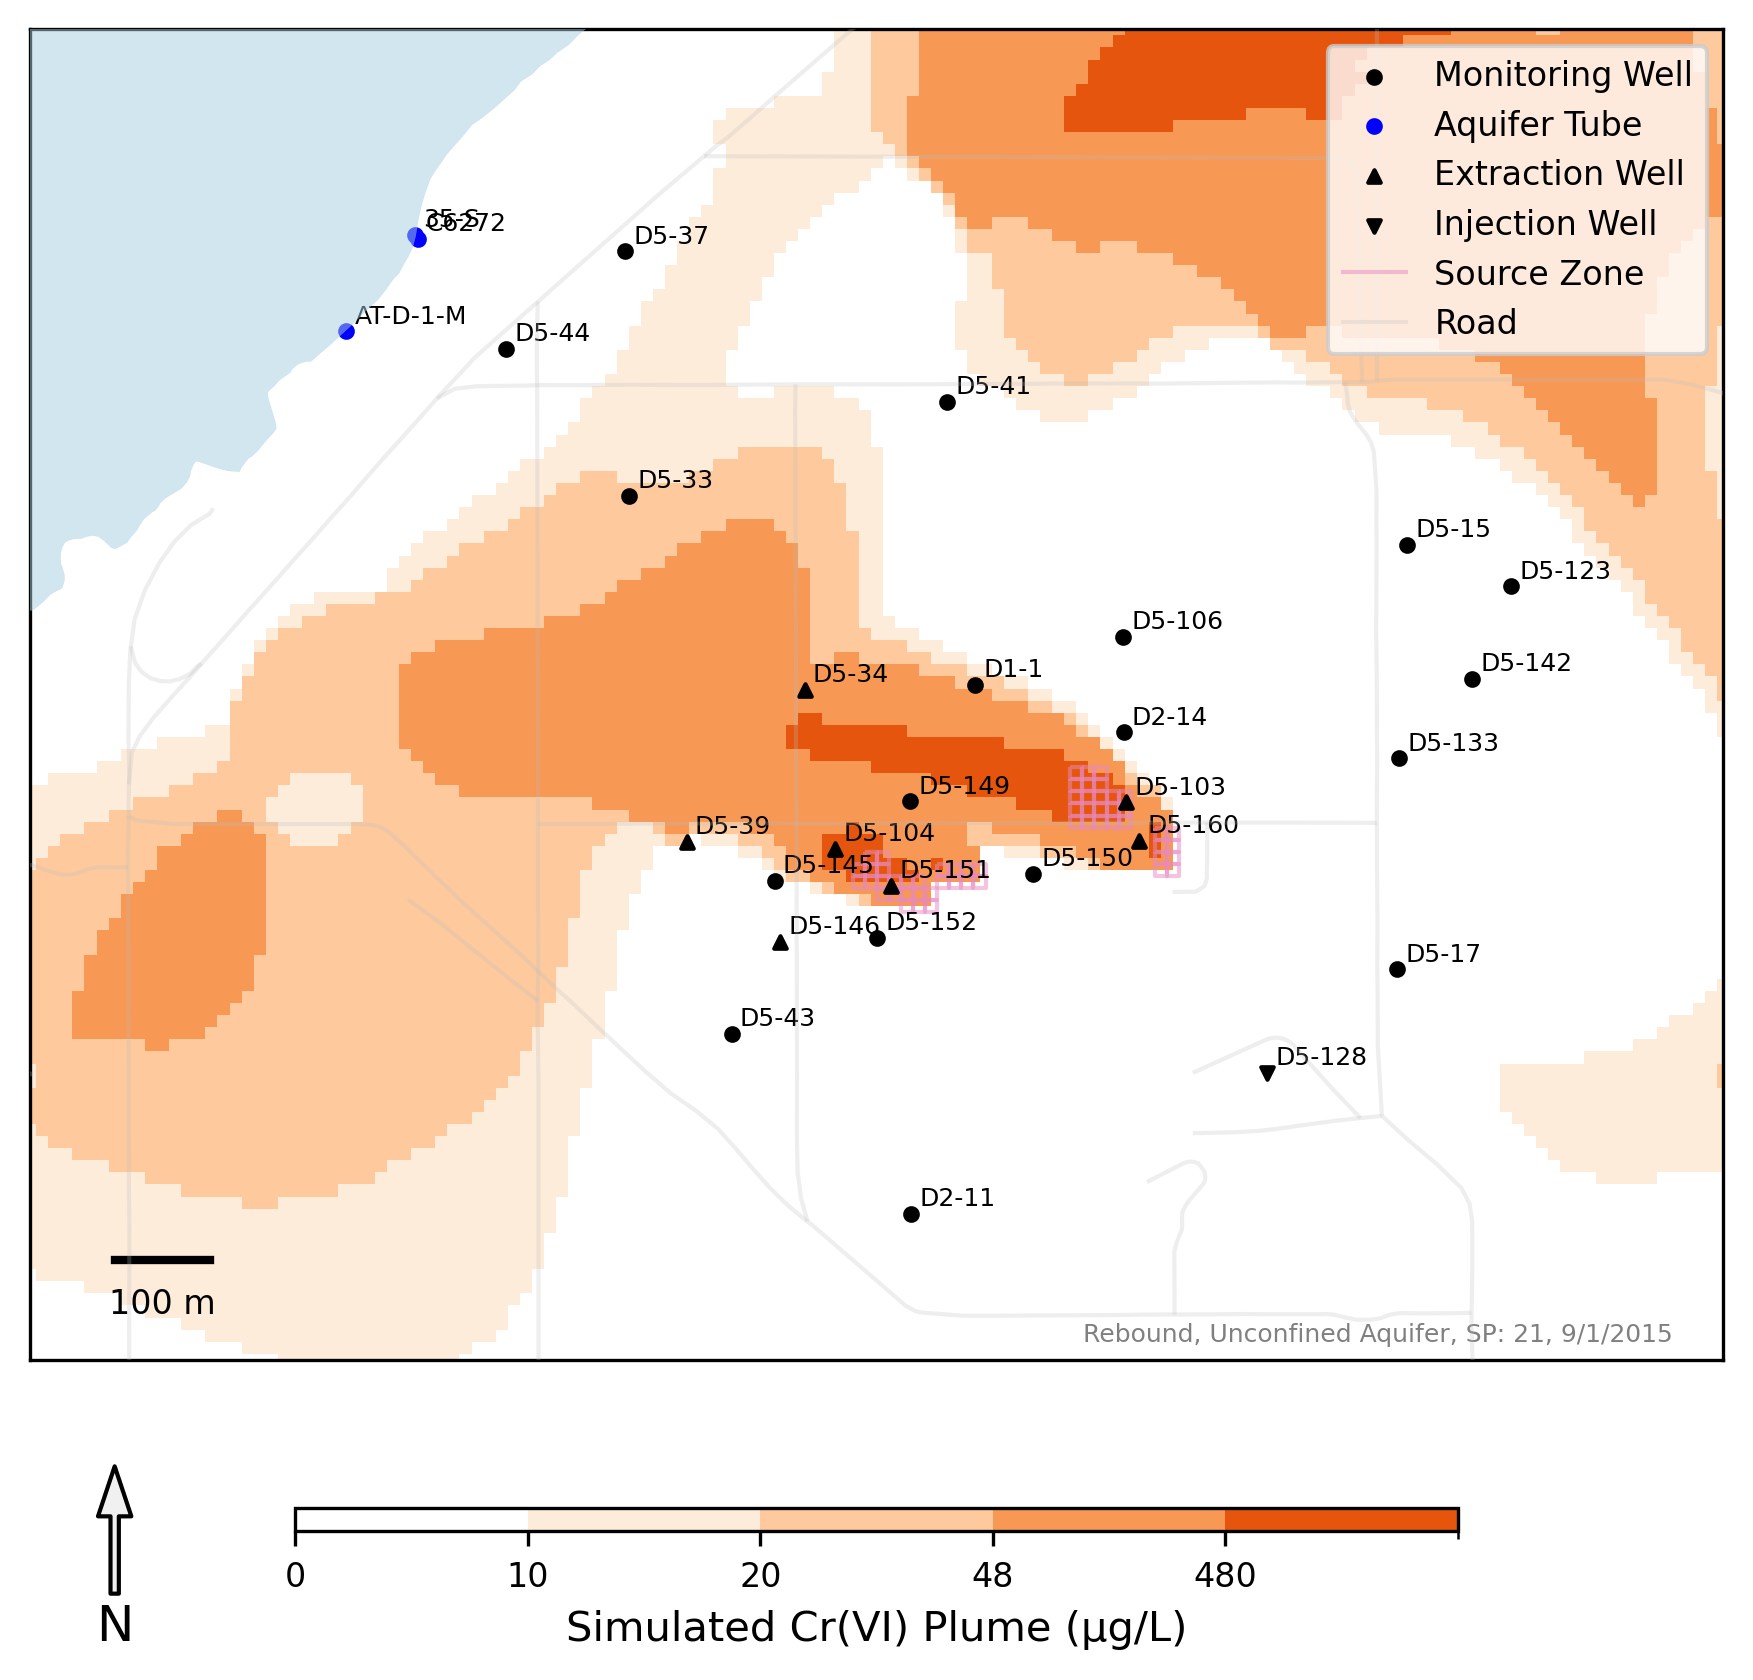 Monitoring Well
Aquifer Tube
Extraction Well
Injection Well
Source Zone
Road
35-S
C6272
D5-37
AT-D-1-M
D5-44
D5-41
D5-33
D5-15
D5-123
D5-106
D1-1
D5-142
D5-34
D2-14
D5-133
D5-149
D5-103
D5-39
D5-104
D5-160
D5-145
D5-151
D5-150
D5-146
D5-152
D5-17
D5-43
D5-128
D2-11
100 m
Rebound, Unconfined Aquifer, SP: 21, 9/1/2015
0 10 20 48 480
Simulated Cr(VI) Plume (µg/L)
N